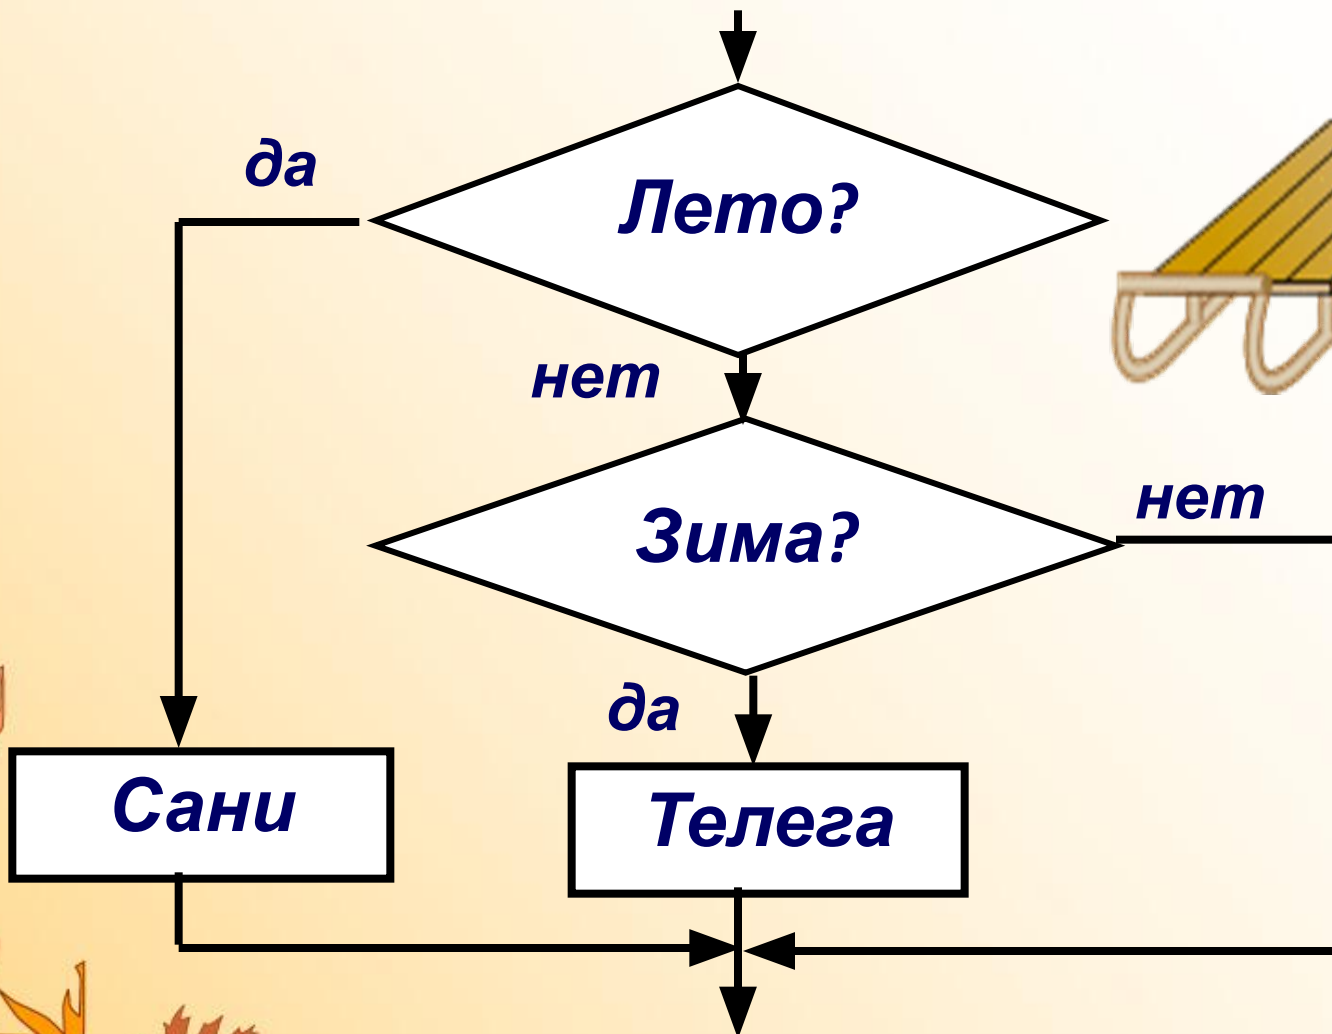 да
Лето?
нет
Зима?
нет
да
Сани
Телега